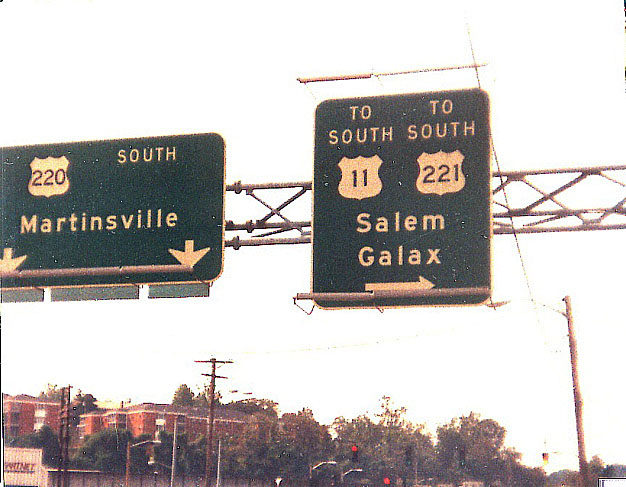 SOUTH
220
Martinsville
TO TO
SOUTH SOUTH
11 221
Salem
Galax